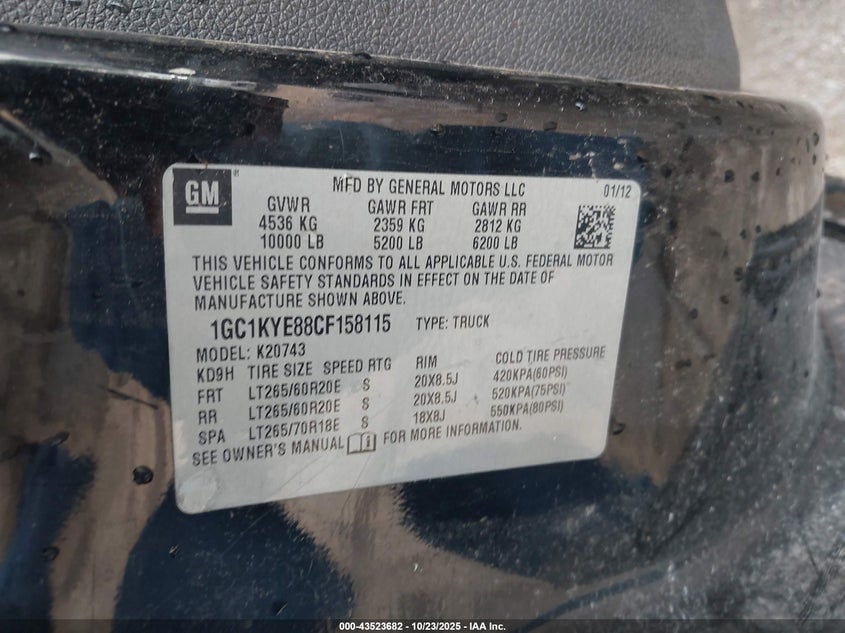 GM ®
MFD BY GENERAL MOTORS LLC 01/12
GVWR GAWR FRT GAWR RR
4536 KG 2359 KG 2812 KG
10000 LB 5200 LB 6200 LB
THIS VEHICLE CONFORMS TO ALL APPLICABLE U.S. FEDERAL MOTOR
VEHICLE SAFETY STANDARDS IN EFFECT ON THE DATE OF
MANUFACTURE SHOWN ABOVE.
1GC1KYE88CF158115 TYPE: TRUCK
MODEL: K20743
KD9H TIRE SIZE SPEED RTG RIM COLD TIRE PRESSURE
FRT LT265/60R20E S 20X8.5J 420KPA(60PSI)
RR LT265/60R20E S 20X8.5J 520KPA(75PSI)
SPA LT265/70R18E S 18X8J 550KPA(80PSI)
SEE OWNER'S MANUAL i FOR MORE INFORMATION.
000-43523682 - 10/23/2025 - IAA Inc.